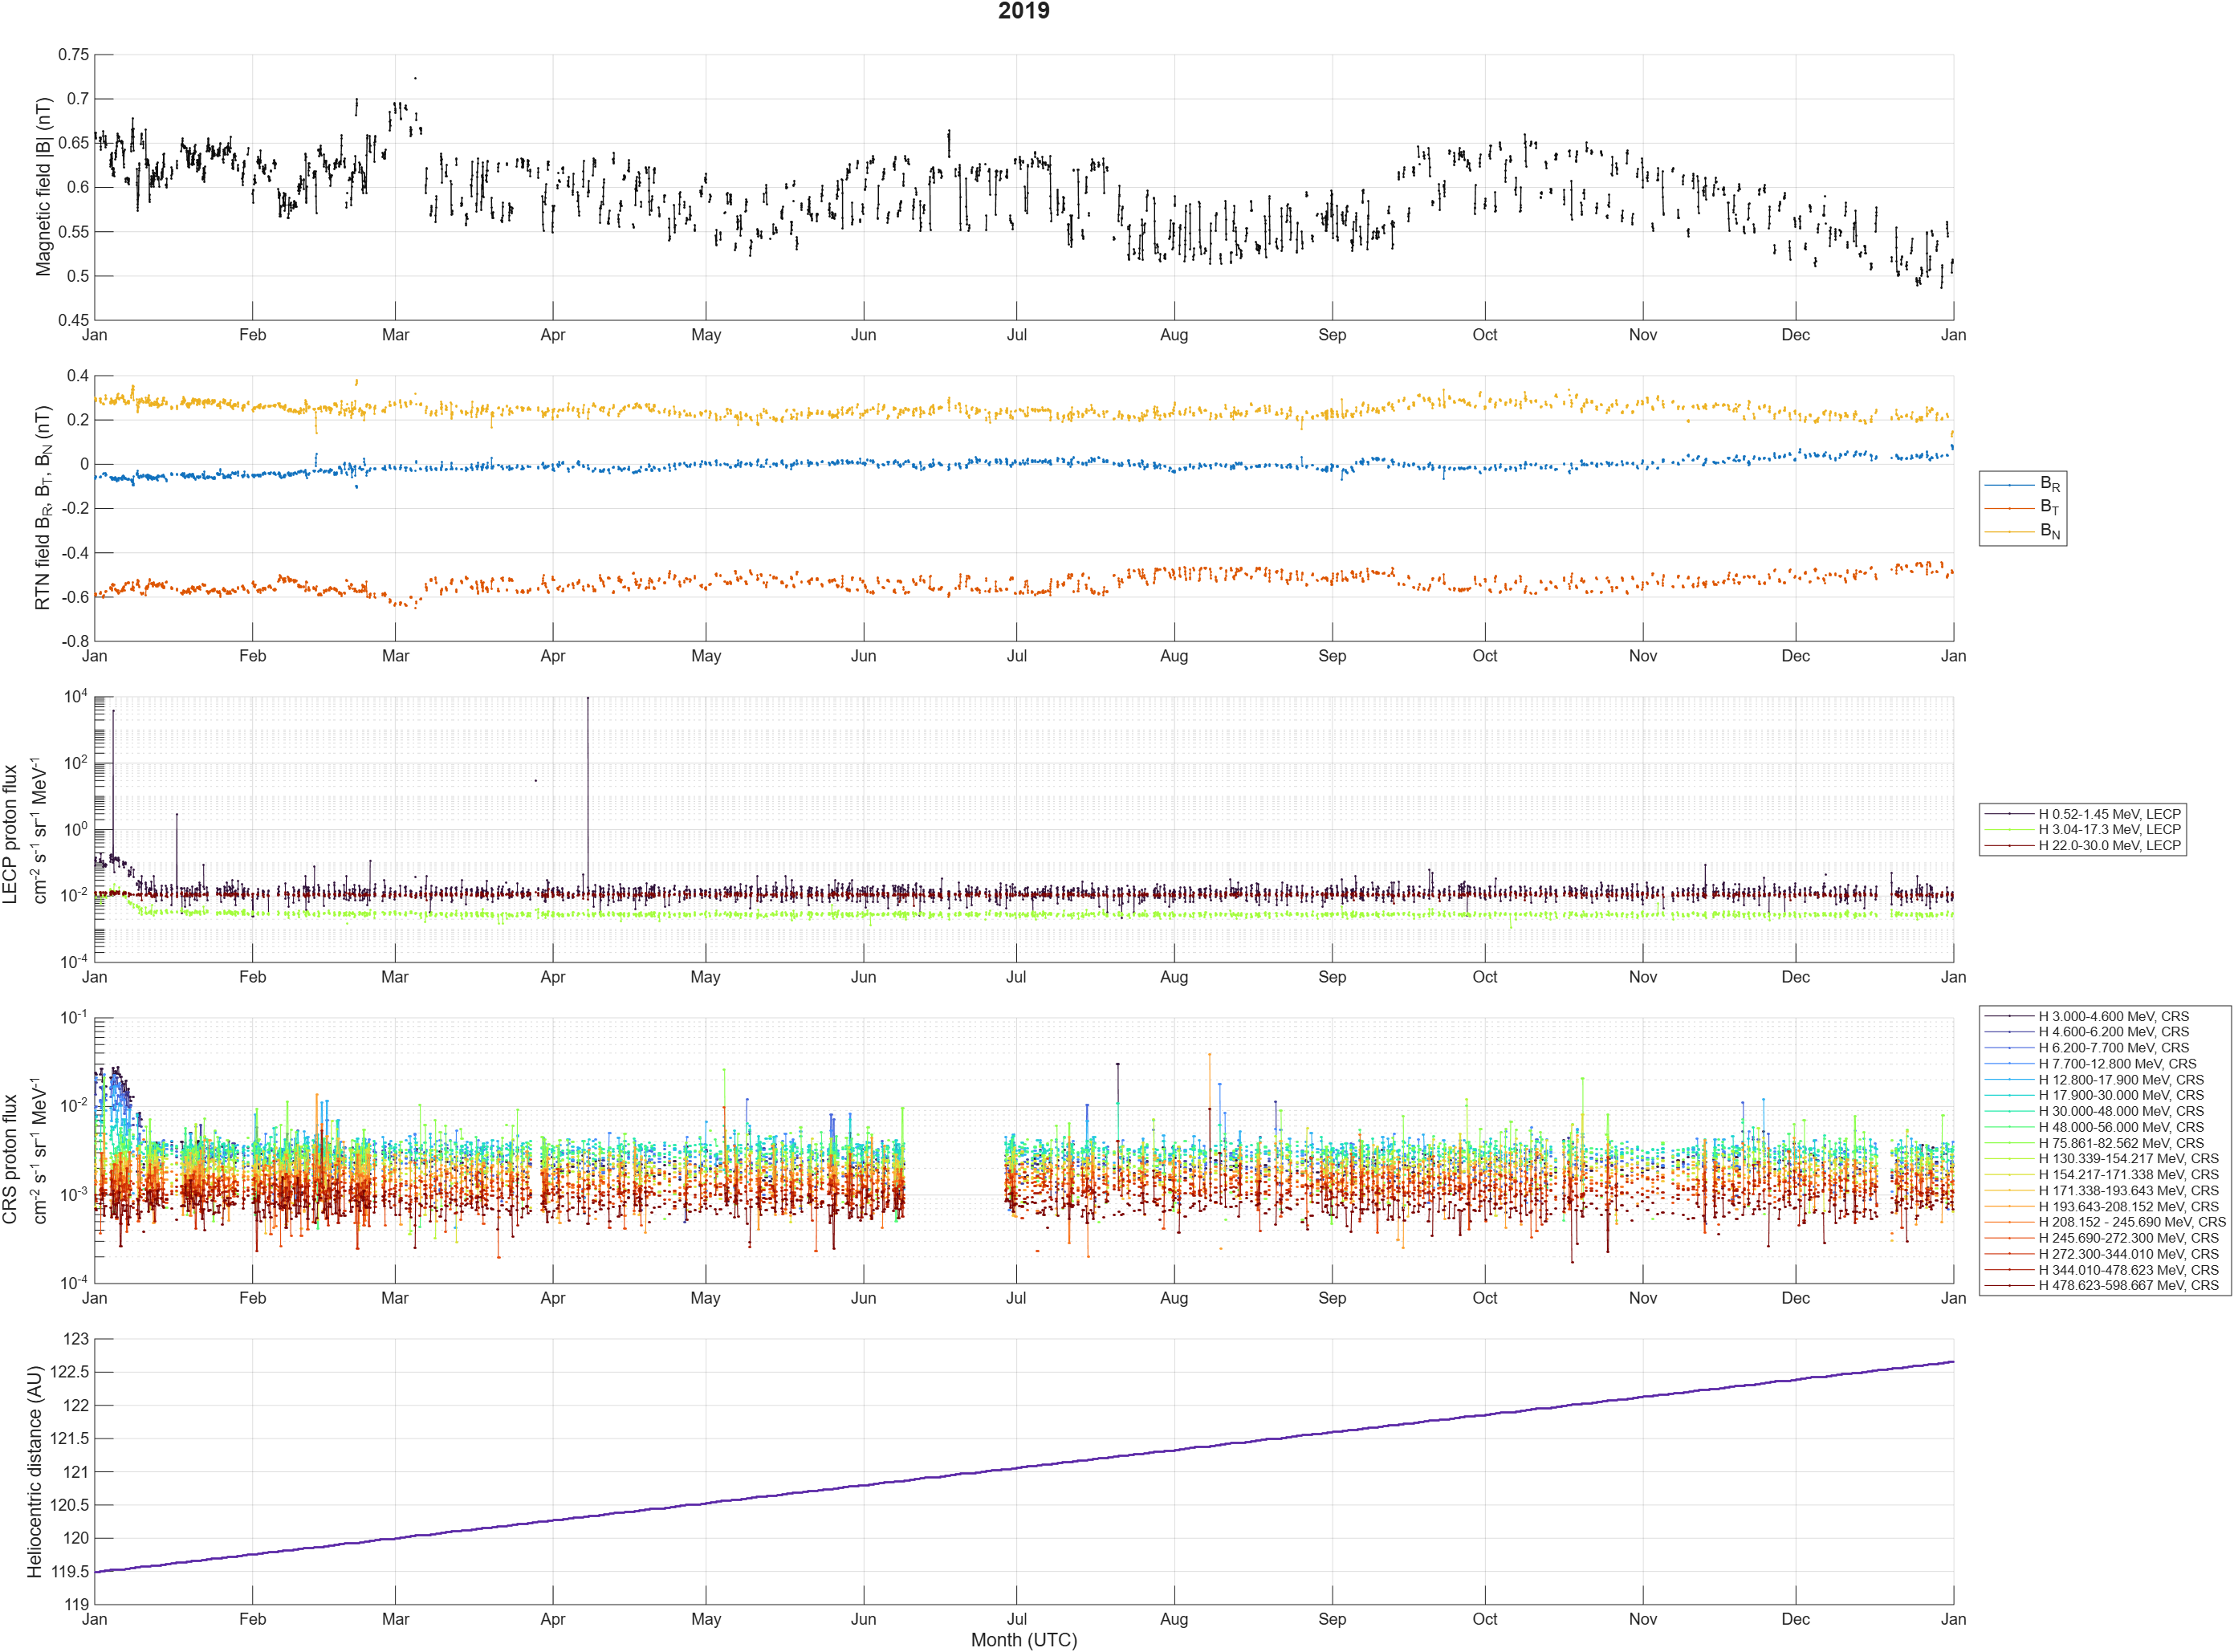 2019
Magnetic field |B| (nT)
0.75
0.7
0.65
0.6
0.55
0.5
0.45
Jan Feb Mar Apr May Jun Jul Aug Sep Oct Nov Dec Jan
RTN field B_R, B_T, B_N (nT)
0.4
0.2
0
-0.2
-0.4
-0.6
-0.8
Jan Feb Mar Apr May Jun Jul Aug Sep Oct Nov Dec Jan
B_R
B_T
B_N
LECP proton flux
cm^-2 s^-1 sr^-1 MeV^-1
10^4
10^2
10^0
10^-2
10^-4
Jan Feb Mar Apr May Jun Jul Aug Sep Oct Nov Dec Jan
H 0.52-1.45 MeV, LECP
H 3.04-17.3 MeV, LECP
H 22.0-30.0 MeV, LECP
CRS proton flux
cm^-2 s^-1 sr^-1 MeV^-1
10^-1
10^-2
10^-3
10^-4
Jan Feb Mar Apr May Jun Jul Aug Sep Oct Nov Dec Jan
H 3.000-4.600 MeV, CRS
H 4.600-6.200 MeV, CRS
H 6.200-7.700 MeV, CRS
H 7.700-12.800 MeV, CRS
H 12.800-17.900 MeV, CRS
H 17.900-30.000 MeV, CRS
H 30.000-48.000 MeV, CRS
H 48.000-56.000 MeV, CRS
H 75.861-82.562 MeV, CRS
H 130.339-154.217 MeV, CRS
H 154.217-171.338 MeV, CRS
H 171.338-193.643 MeV, CRS
H 193.643-208.152 MeV, CRS
H 208.152 - 245.690 MeV, CRS
H 245.690-272.300 MeV, CRS
H 272.300-344.010 MeV, CRS
H 344.010-478.623 MeV, CRS
H 478.623-598.667 MeV, CRS
Heliocentric distance (AU)
123
122.5
122
121.5
121
120.5
120
119.5
119
Jan Feb Mar Apr May Jun Jul Aug Sep Oct Nov Dec Jan
Month (UTC)